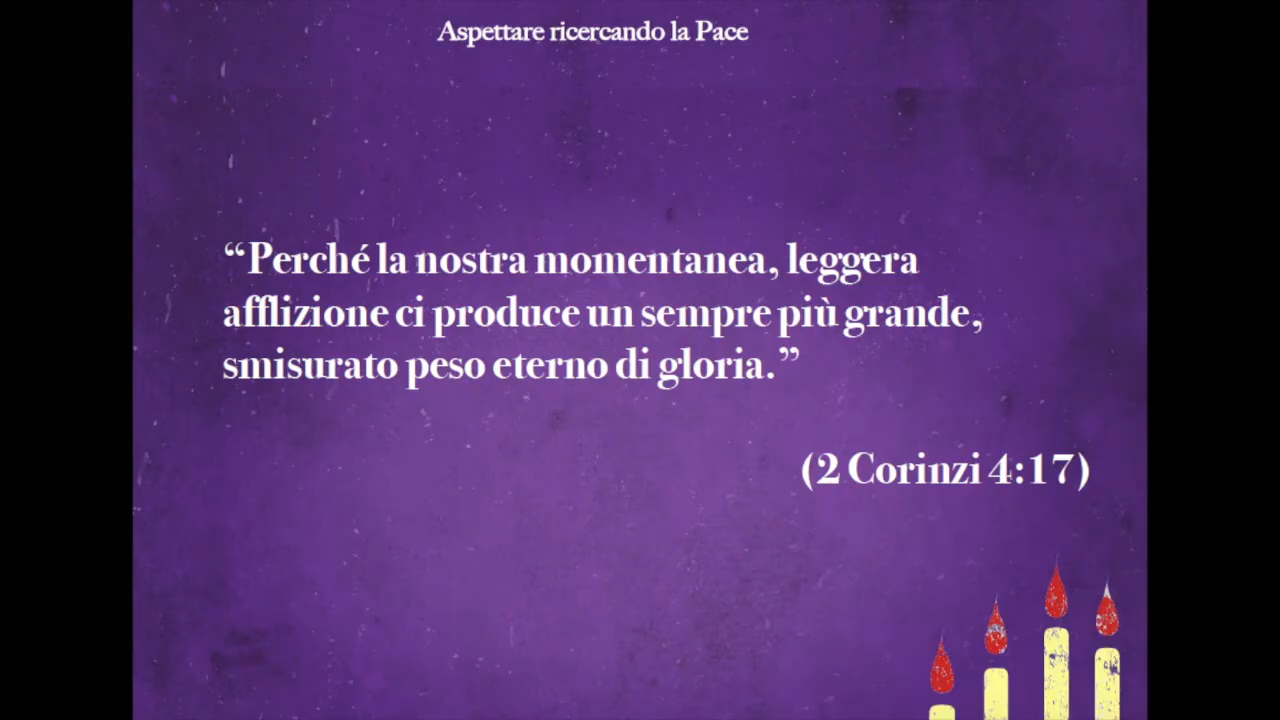 Aspettare ricercando la Pace
“Perché la nostra momentanea, leggera
afflizione ci produce un sempre più grande,
smisurato peso eterno di gloria.”
(2 Corinzi 4:17)